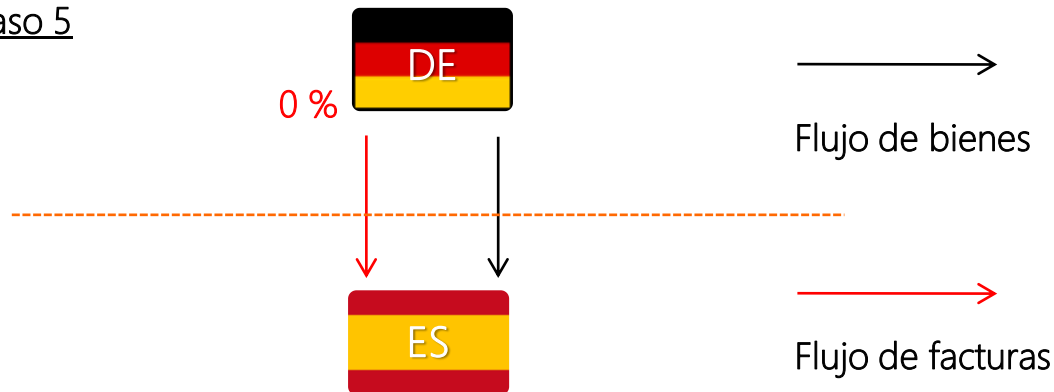 aso 5
DE
0 %
Flujo de bienes
ES
Flujo de facturas